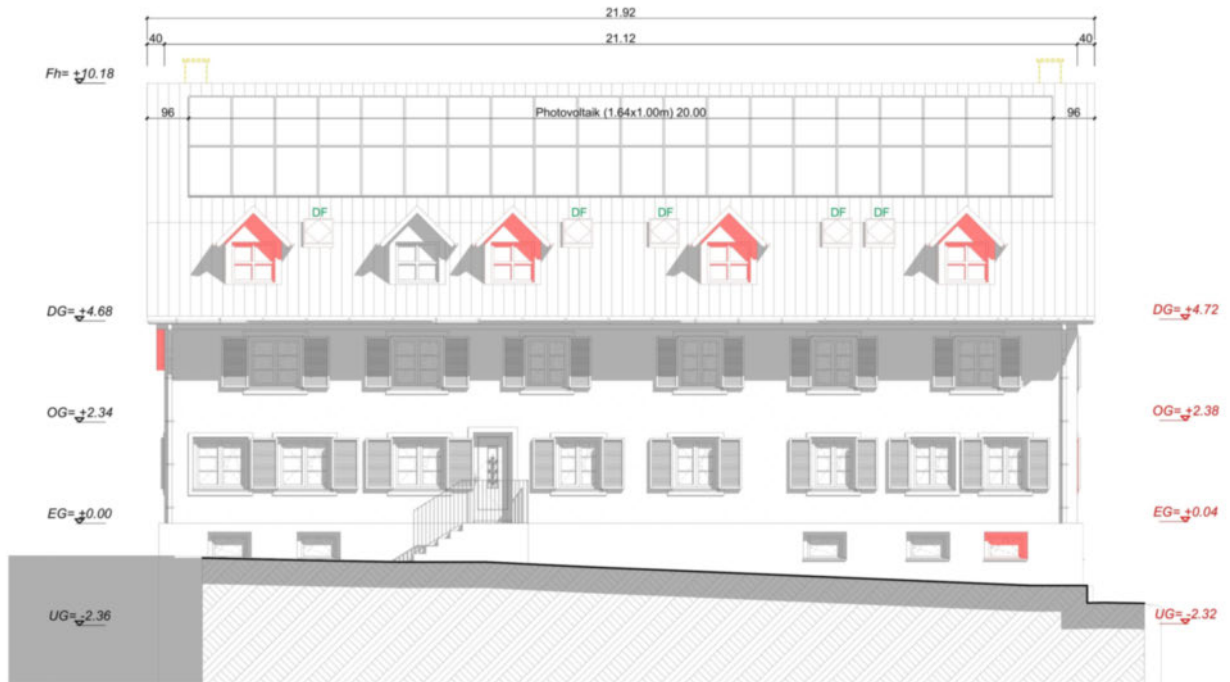 21.92
40 21.12 40
Fh= +10.18
96 Photovoltaik (1.64x1.00m) 20.00 96
DF DF DF DF DF
DG= +4.68 DG= +4.72
OG= +2.34 OG= +2.38
EG= +0.00 EG= +0.04
UG= -2.36 UG= -2.32